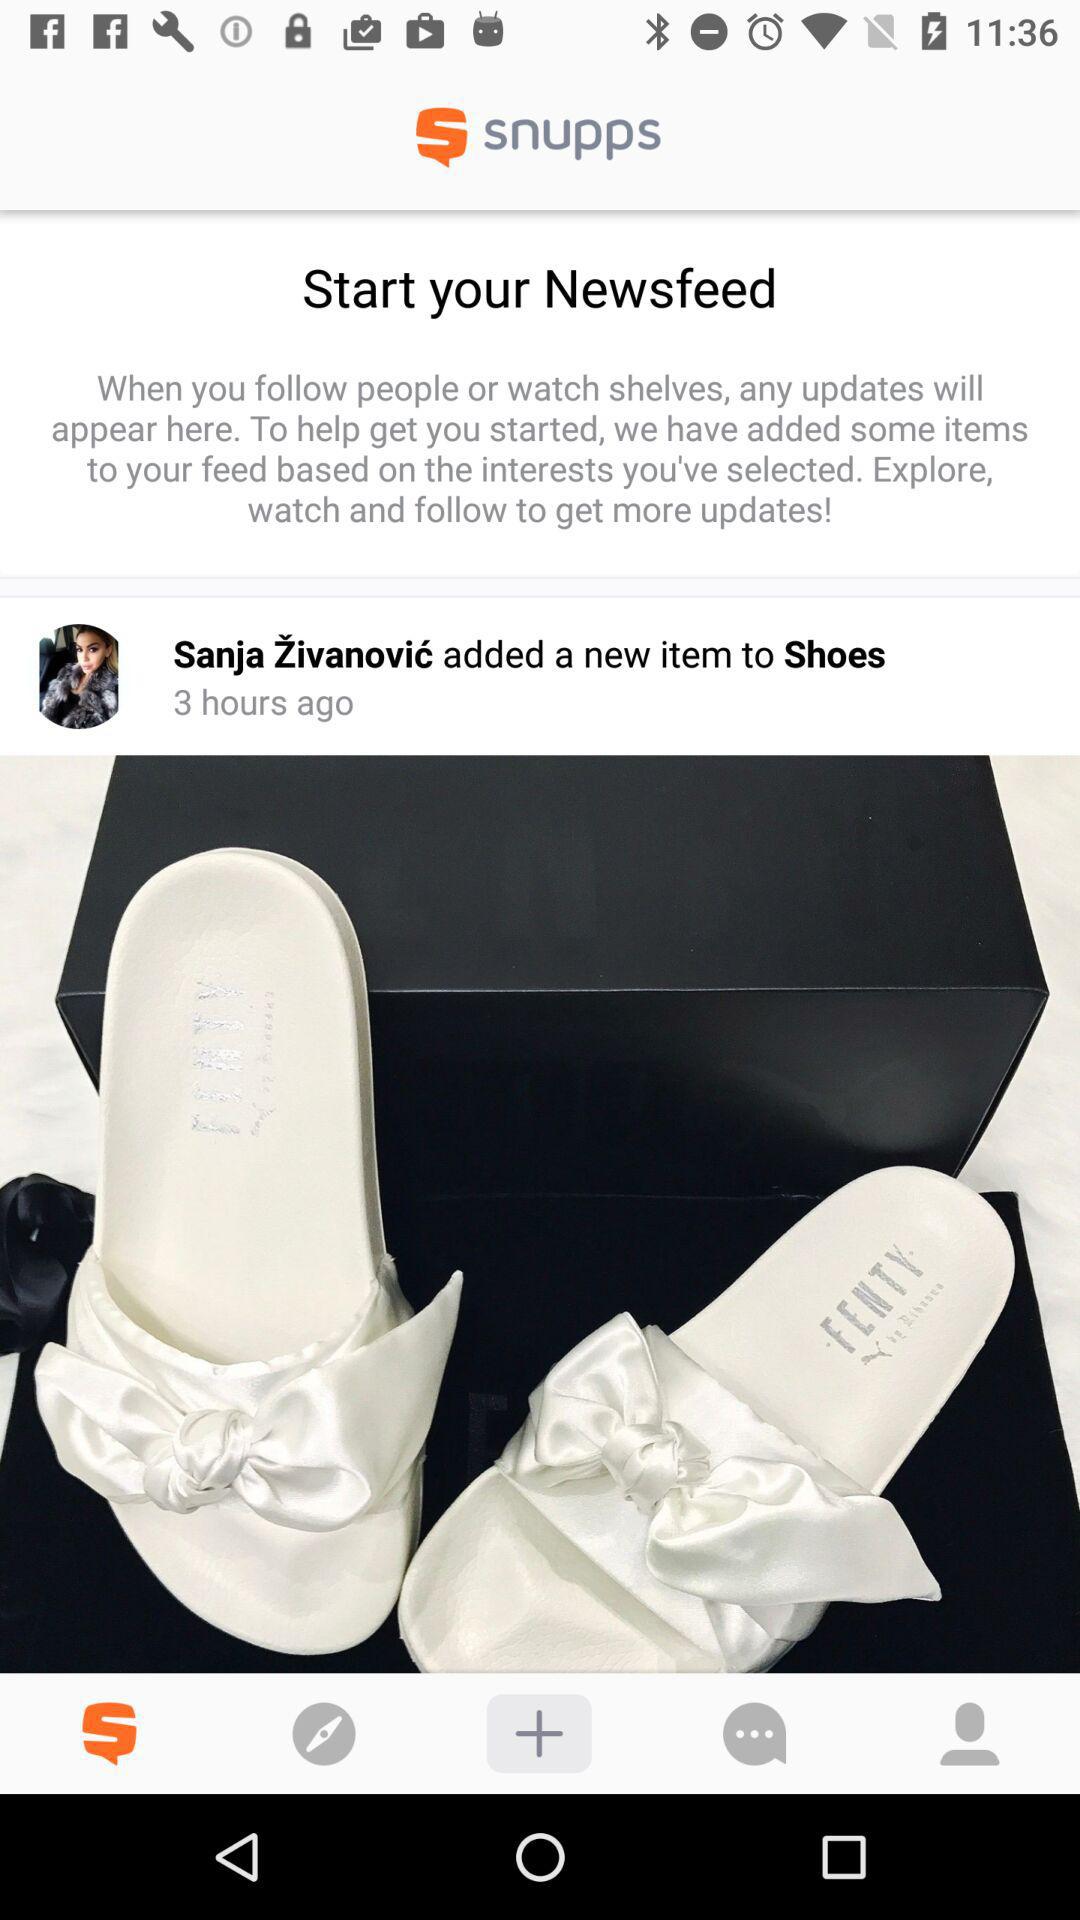 11:36
snupps
Start your Newsfeed
When you follow people or watch shelves, any updates will
appear here. To help get you started, we have added some items
to your feed based on the interests you've selected. Explore,
watch and follow to get more updates!
Sanja Živanović added a new item to Shoes
3 hours ago
FENTY
FENTY
by Rihanna